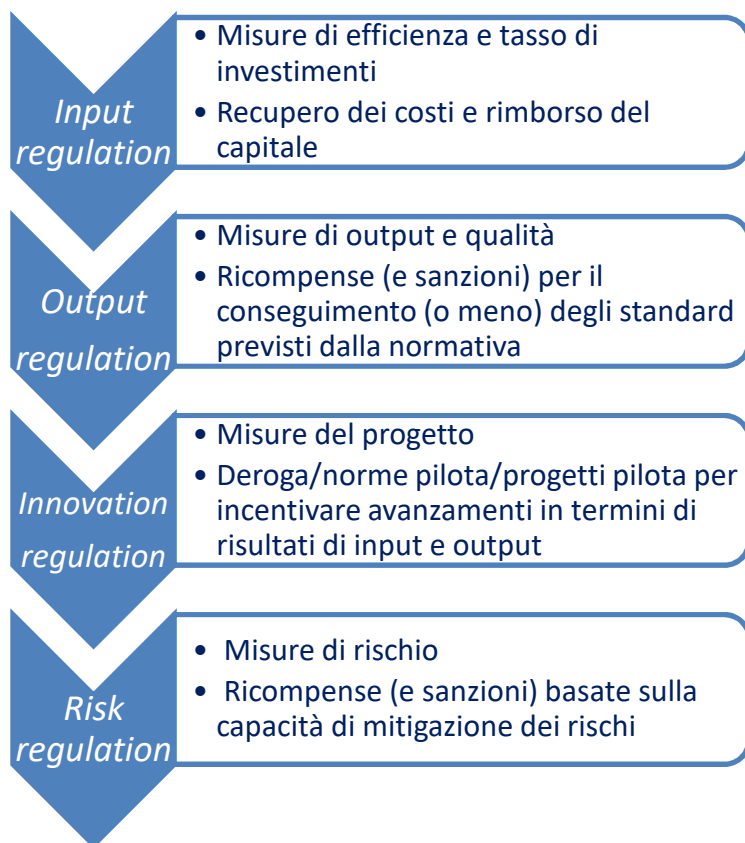 Input
regulation
• Misure di efficienza e tasso di
investimenti
• Recupero dei costi e rimborso del
capitale
Output
regulation
• Misure di output e qualità
• Ricompense (e sanzioni) per il
conseguimento (o meno) degli standard
previsti dalla normativa
Innovation
regulation
• Misure del progetto
• Deroga/norme pilota/progetti pilota per
incentivare avanzamenti in termini di
risultati di input e output
Risk
regulation
• Misure di rischio
• Ricompense (e sanzioni) basate sulla
capacità di mitigazione dei rischi